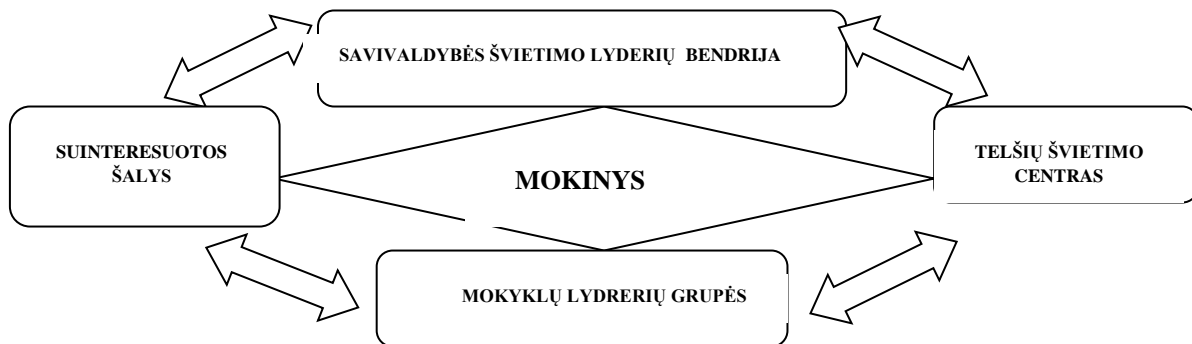 SAVIVALDYBĖS ŠVIETIMO LYDERIŲ BENDRIJA
SUINTERESUOTOS
ŠALYS
MOKINYS
TELŠIŲ ŠVIETIMO
CENTRAS
MOKYKLŲ LYDRERIŲ GRUPĖS